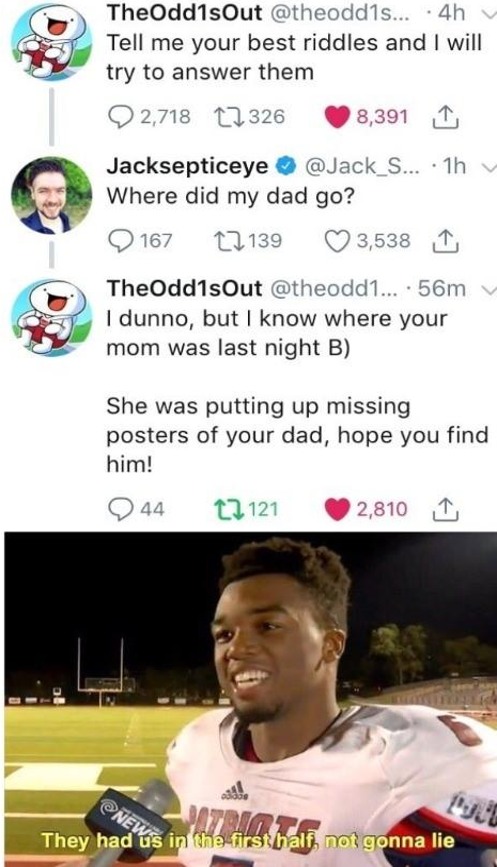 TheOdd1sOut @theodd1s... · 4h
Tell me your best riddles and I will
try to answer them
2,718 326 8,391
Jacksepticeye @Jack_S... · 1h
Where did my dad go?
167 139 3,538
TheOdd1sOut @theodd1... · 56m
I dunno, but I know where your
mom was last night B)
She was putting up missing
posters of your dad, hope you find
him!
44 121 2,810
adidas
PATRIOTS
NEWS
They had us in the first half, not gonna lie